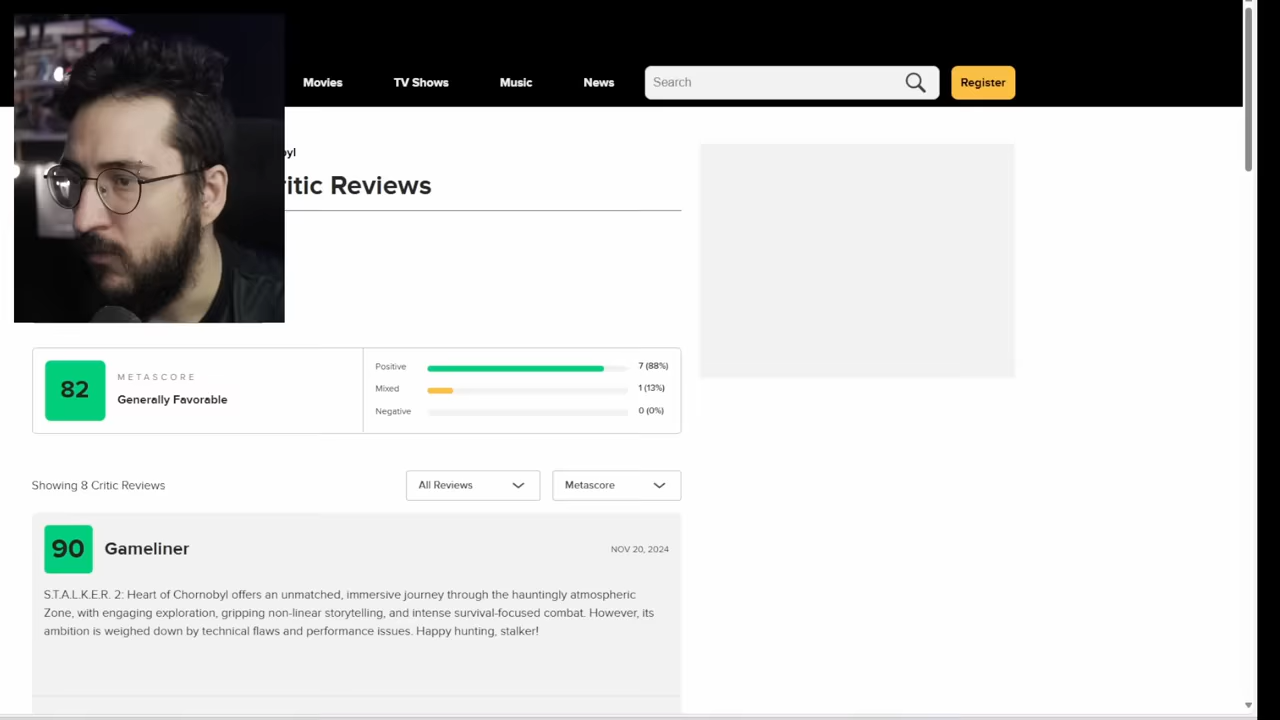 Movies
TV Shows
Music
News
Search
Register
byl
itic Reviews
82
METASCORE
Generally Favorable
Positive
7 (88%)
Mixed
1 (13%)
Negative
0 (0%)
Showing 8 Critic Reviews
All Reviews
Metascore
90
Gameliner
NOV 20, 2024
S.T.A.L.K.E.R. 2: Heart of Chornobyl offers an unmatched, immersive journey through the hauntingly atmospheric
Zone, with engaging exploration, gripping non-linear storytelling, and intense survival-focused combat. However, its
ambition is weighed down by technical flaws and performance issues. Happy hunting, stalker!